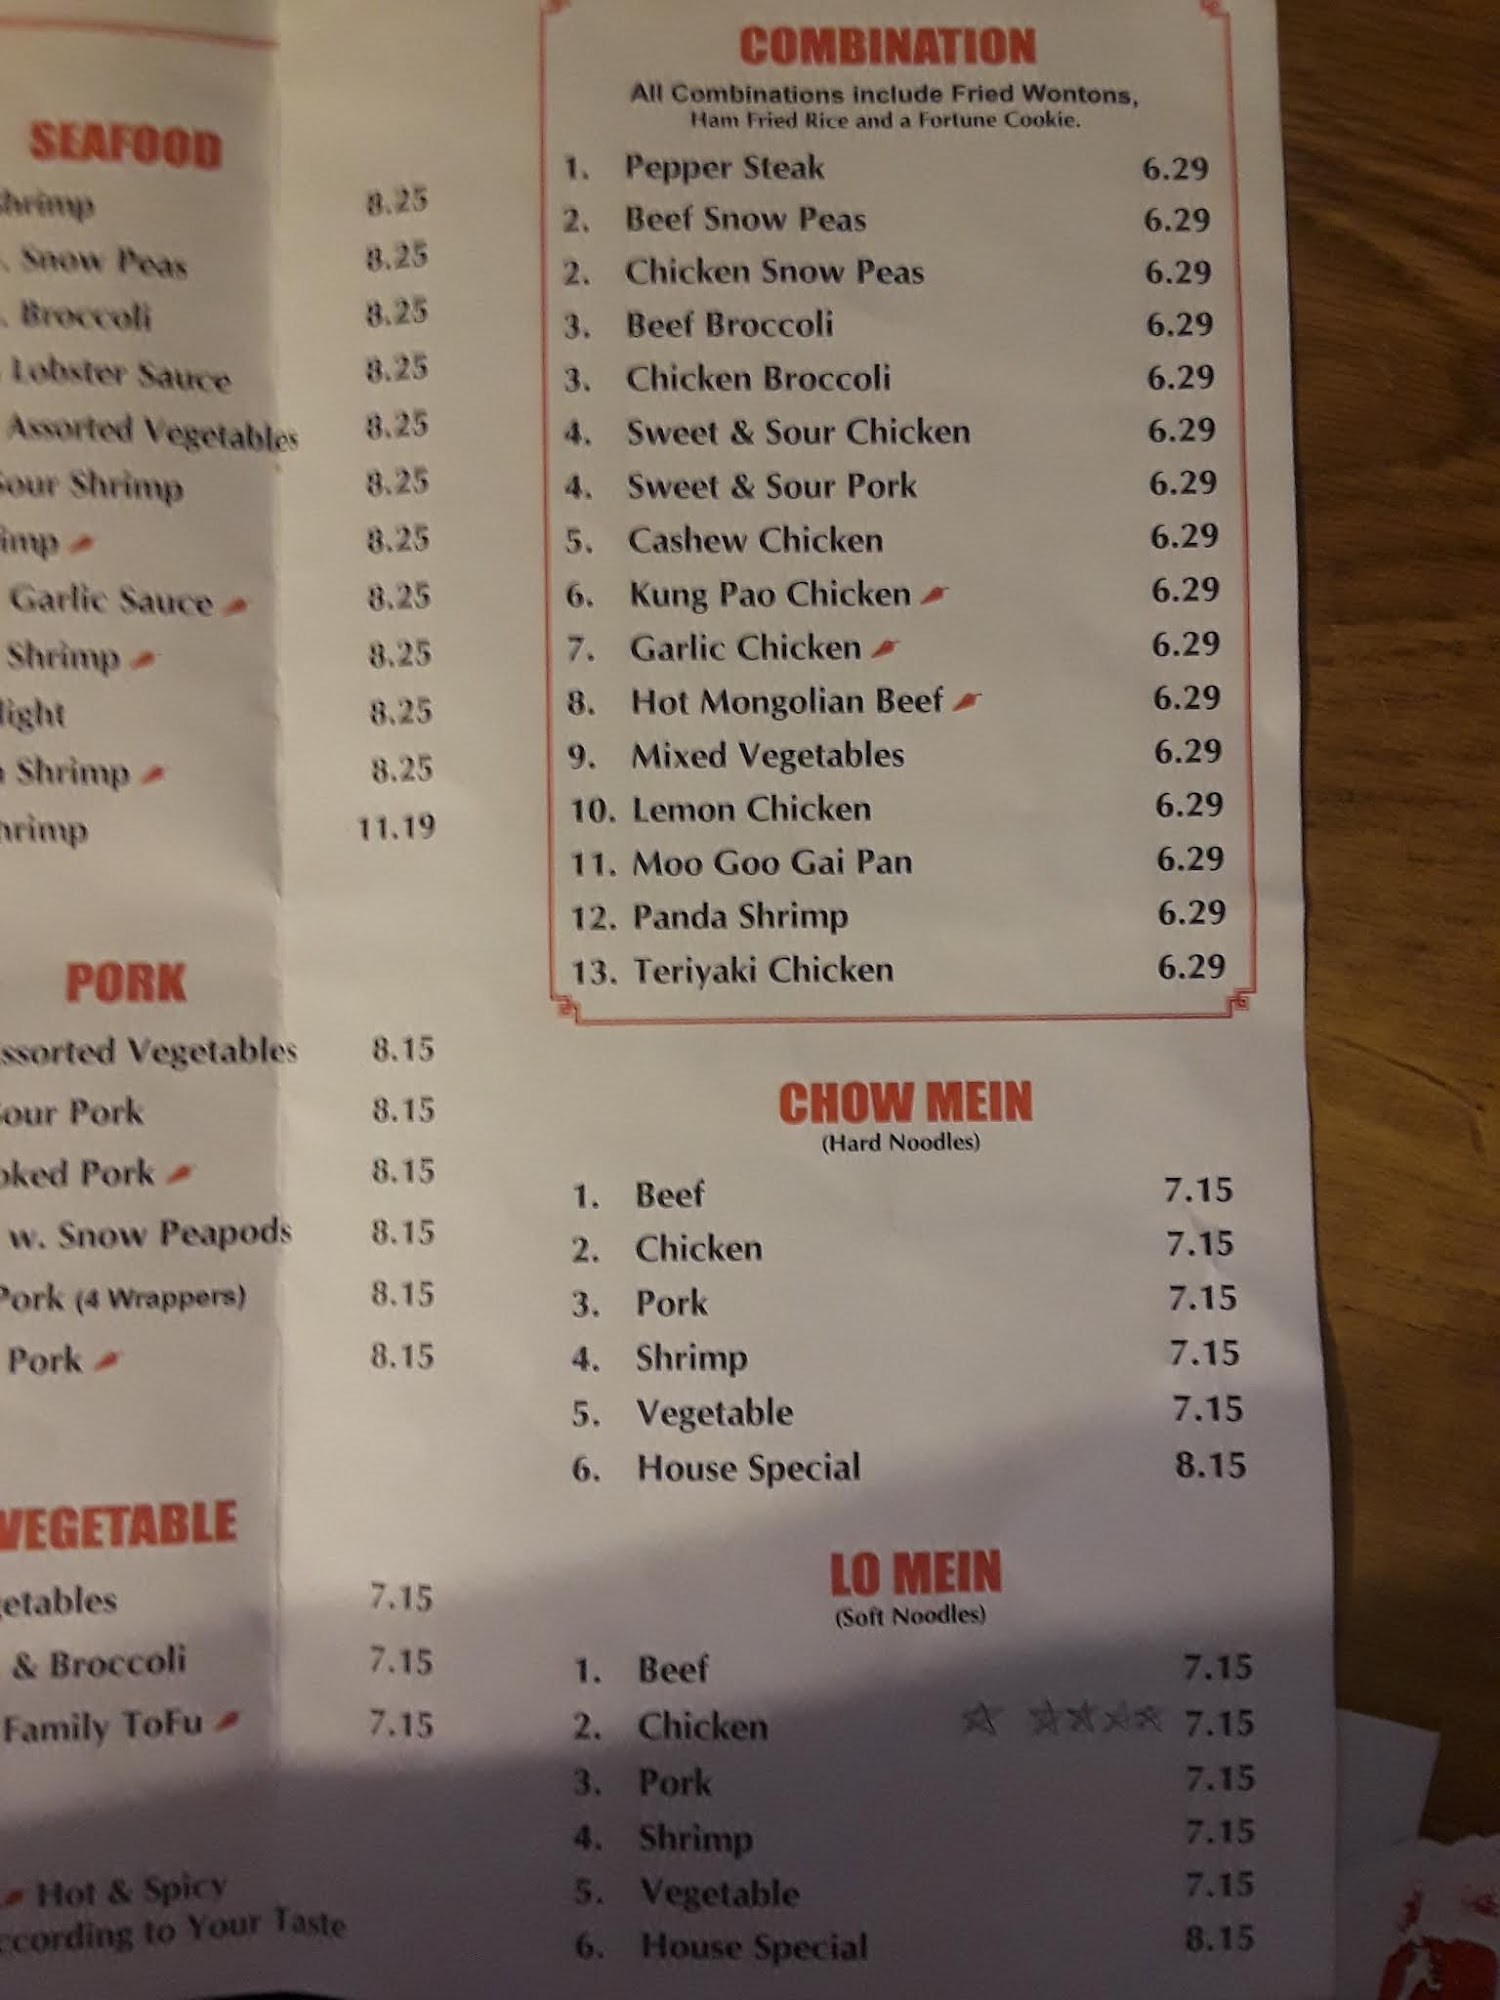 SEAFOOD
Shrimp 8.25
Snow Peas 8.25
Broccoli 8.25
Lobster Sauce 8.25
Assorted Vegetables 8.25
Sour Shrimp 8.25
8.25
Garlic Sauce 8.25
Shrimp 8.25
8.25
Shrimp 8.25
Shrimp 11.19
PORK
Assorted Vegetables 8.15
Sour Pork 8.15
Pork 8.15
w. Snow Peapods 8.15
Pork (4 Wrappers) 8.15
Pork 8.15
VEGETABLE
7.15
& Broccoli 7.15
Family ToFu 7.15
Hot & Spicy
According to Your Taste
COMBINATION
All Combinations include Fried Wontons,
Ham Fried Rice and a Fortune Cookie.
1. Pepper Steak 6.29
2. Beef Snow Peas 6.29
2. Chicken Snow Peas 6.29
3. Beef Broccoli 6.29
3. Chicken Broccoli 6.29
4. Sweet & Sour Chicken 6.29
4. Sweet & Sour Pork 6.29
5. Cashew Chicken 6.29
6. Kung Pao Chicken 6.29
7. Garlic Chicken 6.29
8. Hot Mongolian Beef 6.29
9. Mixed Vegetables 6.29
10. Lemon Chicken 6.29
11. Moo Goo Gai Pan 6.29
12. Panda Shrimp 6.29
13. Teriyaki Chicken 6.29
CHOW MEIN
(Hard Noodles)
1. Beef 7.15
2. Chicken 7.15
3. Pork 7.15
4. Shrimp 7.15
5. Vegetable 7.15
6. House Special 8.15
LO MEIN
(Soft Noodles)
1. Beef 7.15
2. Chicken 7.15
3. Pork 7.15
4. Shrimp 7.15
5. Vegetable 7.15
6. House Special 8.15